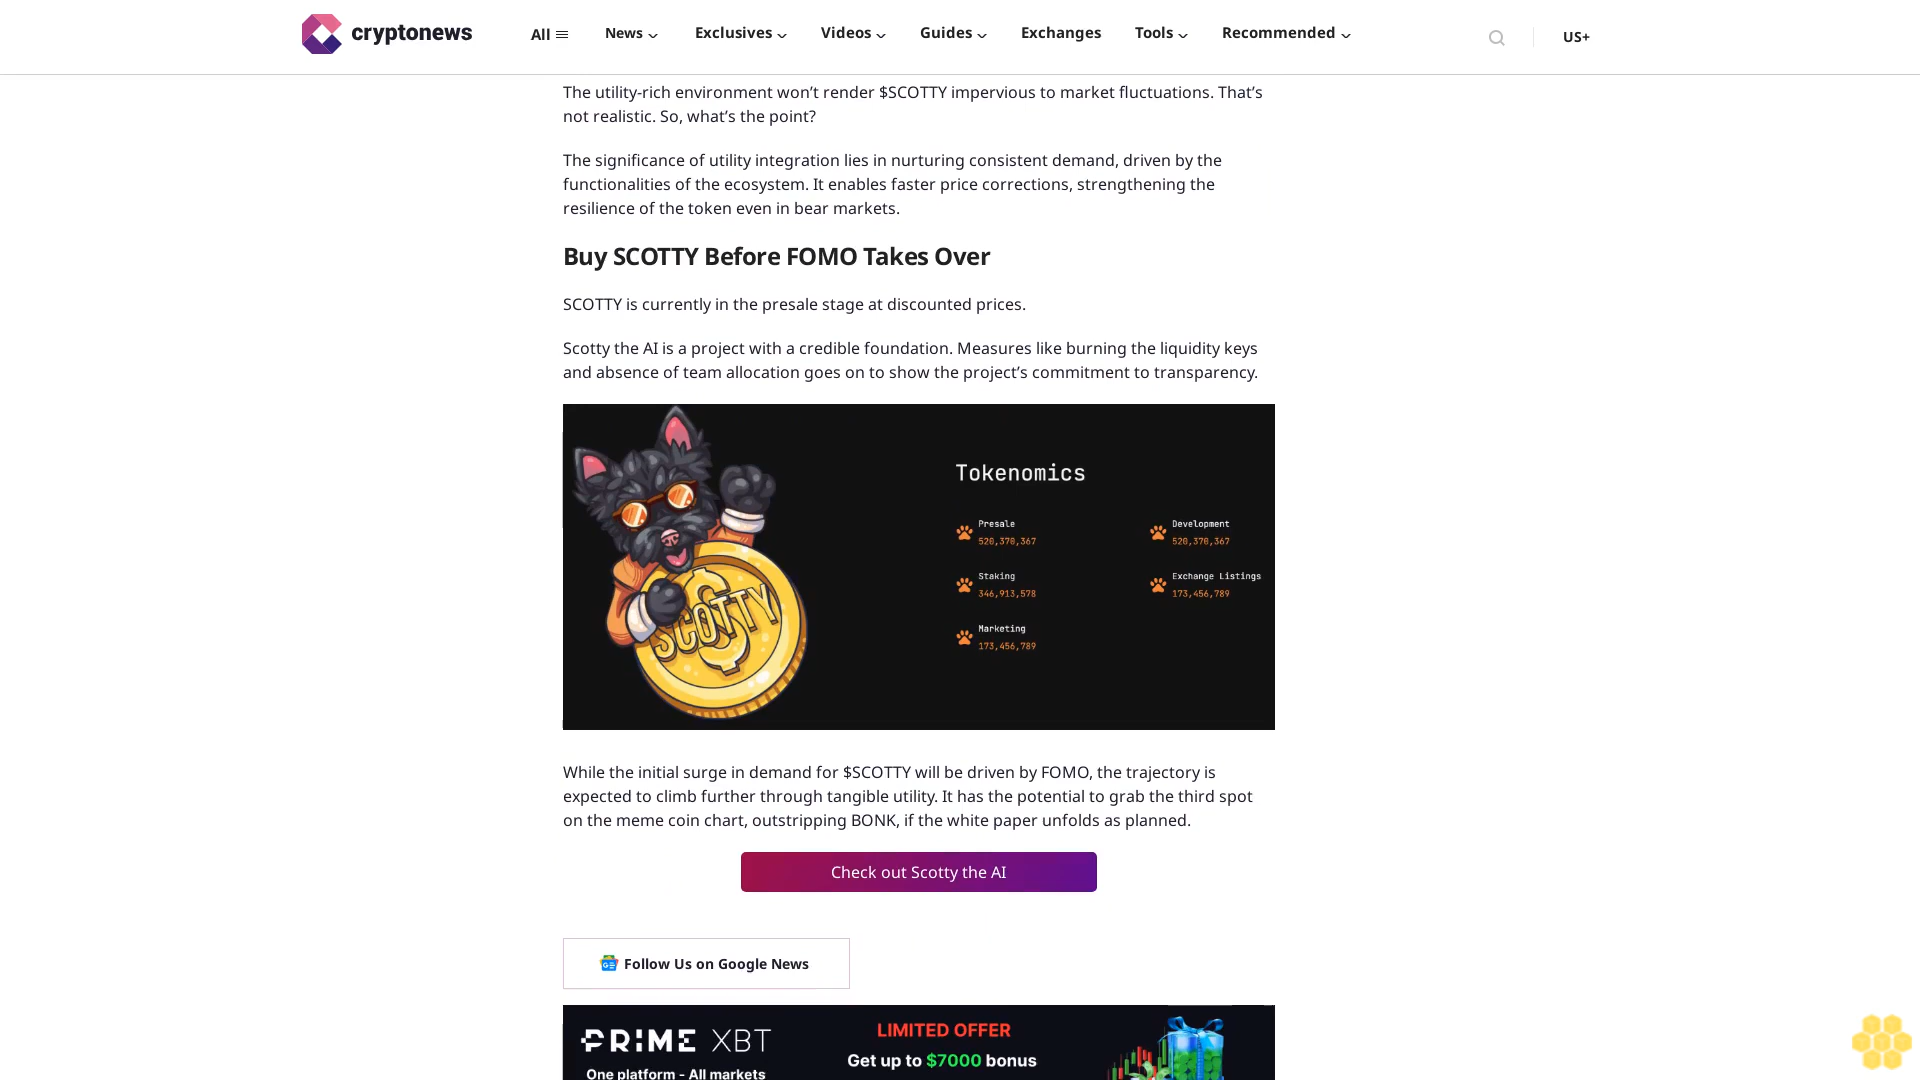 cryptonews
All
News
Exclusives
Videos
Guides
Exchanges
Tools
Recommended
US+
The utility-rich environment won’t render $SCOTTY impervious to market fluctuations. That’s
not realistic. So, what’s the point?
The significance of utility integration lies in nurturing consistent demand, driven by the
functionalities of the ecosystem. It enables faster price corrections, strengthening the
resilience of the token even in bear markets.
Buy SCOTTY Before FOMO Takes Over
SCOTTY is currently in the presale stage at discounted prices.
Scotty the AI is a project with a credible foundation. Measures like burning the liquidity keys
and absence of team allocation goes on to show the project’s commitment to transparency.
SCOTTY
Tokenomics
Presale
520,370,367
Development
520,370,367
Staking
346,913,578
Exchange Listings
173,456,789
Marketing
173,456,789
While the initial surge in demand for $SCOTTY will be driven by FOMO, the trajectory is
expected to climb further through tangible utility. It has the potential to grab the third spot
on the meme coin chart, outstripping BONK, if the white paper unfolds as planned.
Check out Scotty the AI
Follow Us on Google News
PRIME XBT
One platform - All markets
LIMITED OFFER
Get up to $7000 bonus